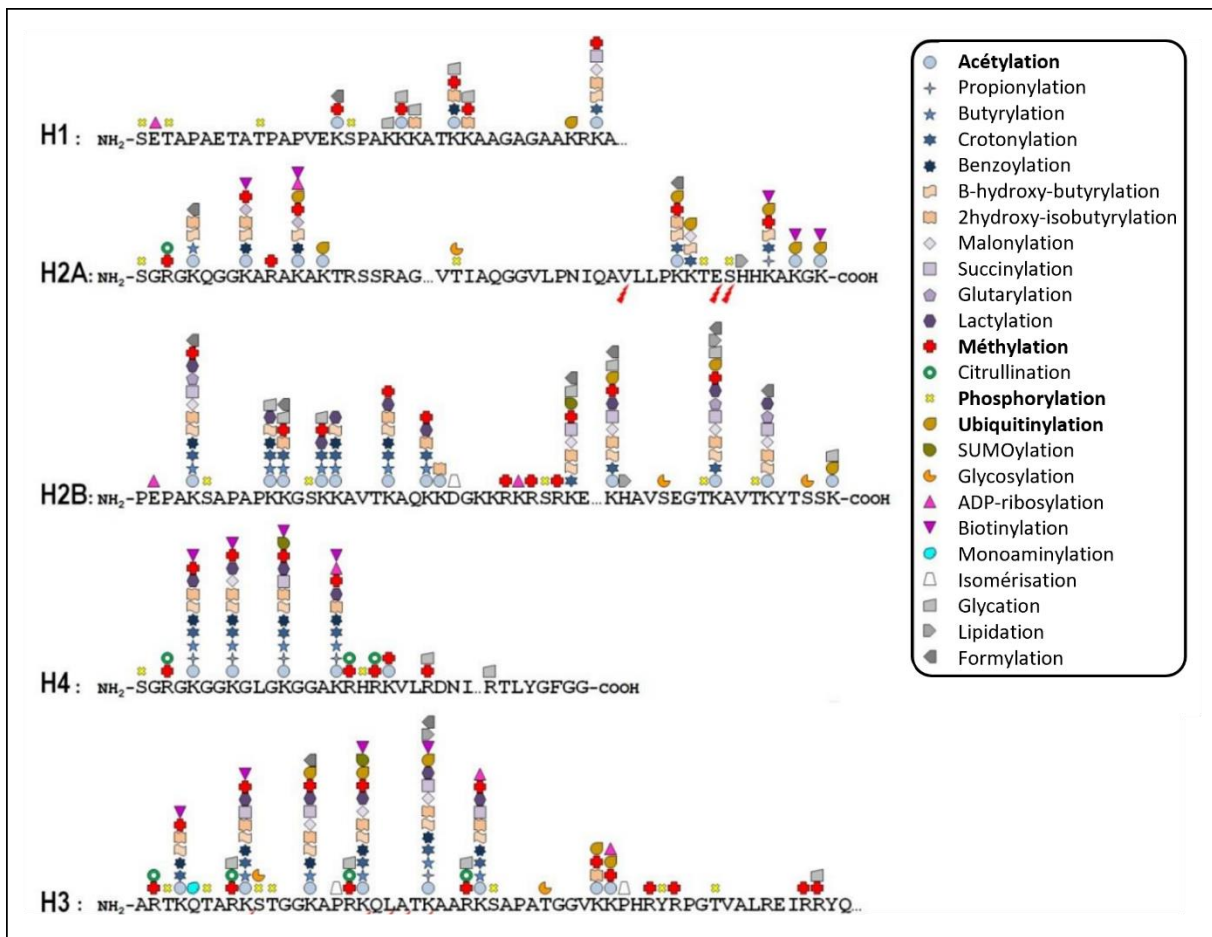 H1 : NH2-SETAPAETATPAPVEKSPAKKKATKKAAGAGAAKRKA…
H2A: NH2-SGRGKQGGKARAKAKTRSSRAG…VTIAQGGVLPNIQAVLLPKKTESHHKAKGK-COOH
H2B: NH2-PEPAKSAPAPKKGSKKAVTKAQKKDGKKRKRSRKE...KHAVSEGTKAVTKYTSSK-COOH
H4 : NH2-SGRGKGGKGLGKGGAKRHRKVLRDNI…RTLYGFGG-COOH
H3 : NH2-ARTKQTARKSTGGKAPRKQLATKAARKSAPATGGVKKPHRYRPGTVALREIRRYQ…
Acétylation
Propionylation
Butyrylation
Crotonylation
Benzoylation
B-hydroxy-butyrylation
2hydroxy-isobutyrylation
Malonylation
Succinylation
Glutarylation
Lactylation
Méthylation
Citrullination
Phosphorylation
Ubiquitinylation
SUMOylation
Glycosylation
ADP-ribosylation
Biotinylation
Monoaminylation
Isomérisation
Glycation
Lipidation
Formylation